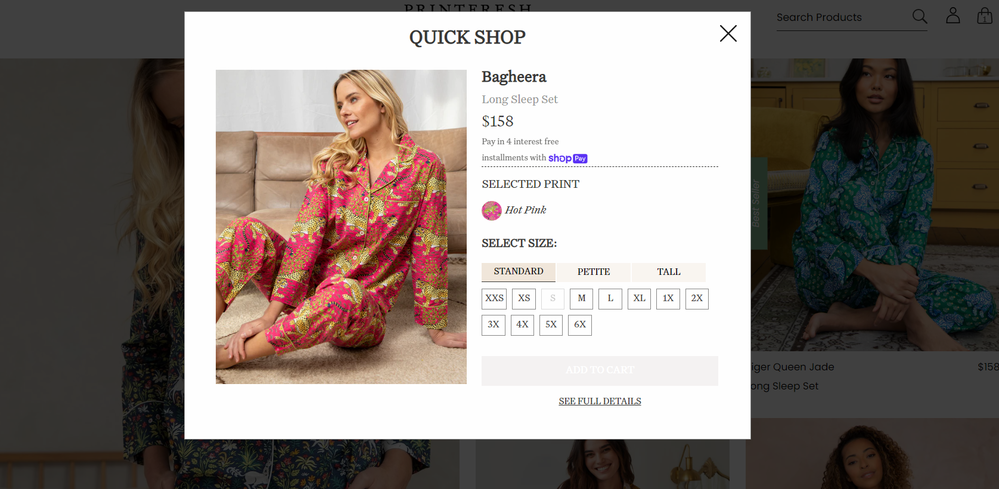 PRINTFRESH
Search Products
1
QUICK SHOP
Bagheera
Long Sleep Set
$158
Pay in 4 interest free
installments with shop Pay
SELECTED PRINT
Hot Pink
SELECT SIZE:
STANDARD PETITE TALL
XXS XS S M L XL 1X 2X
3X 4X 5X 6X
ADD TO CART
SEE FULL DETAILS
iger Queen Jade $158
ong Sleep Set